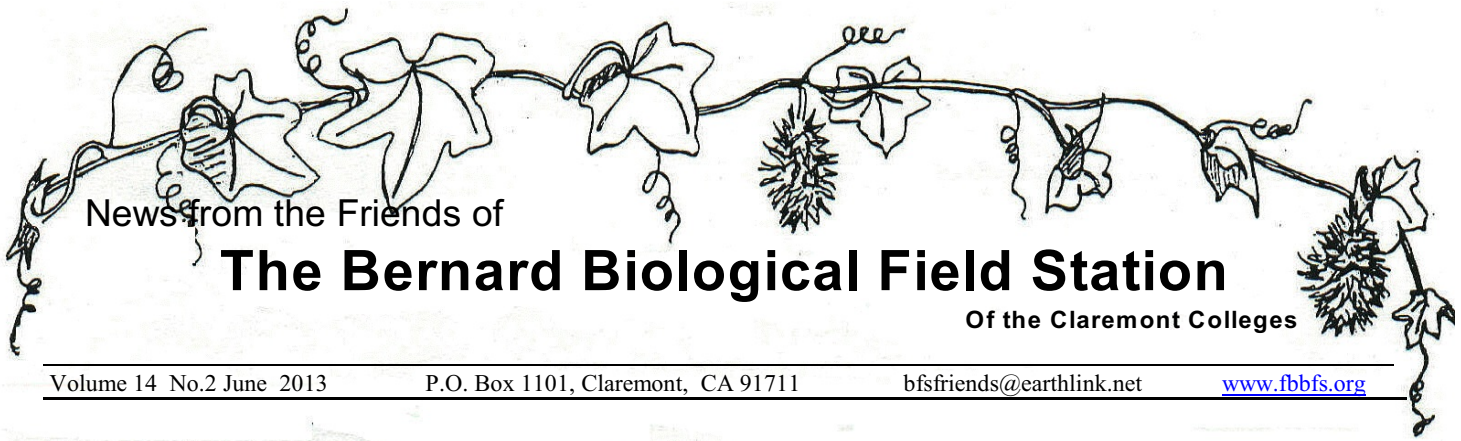 News from the Friends of
The Bernard Biological Field Station
Of the Claremont Colleges
Volume 14 No.2 June 2013 P.O. Box 1101, Claremont, CA 91711 bfsfriends@earthlink.net www.fbbfs.org